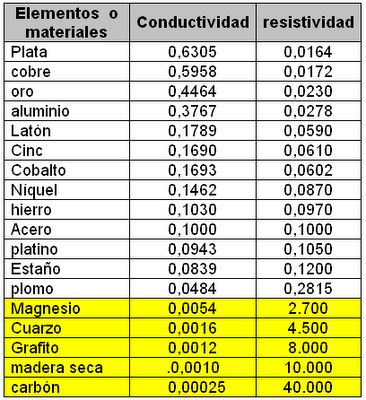 Elementos o materiales Conductividad resistividad
Plata 0,6305 0,0164
cobre 0,5958 0,0172
oro 0,4464 0,0230
aluminio 0,3767 0,0278
Latón 0,1789 0,0590
Cinc 0,1690 0,0610
Cobalto 0,1693 0,0602
Níquel 0,1462 0,0870
hierro 0,1030 0,0970
Acero 0,1000 0,1000
platino 0,0943 0,1050
Estaño 0,0839 0,1200
plomo 0,0484 0,2815
Magnesio 0,0054 2.700
Cuarzo 0,0016 4.500
Grafito 0,0012 8.000
madera seca .0,0010 10.000
carbón 0,00025 40.000